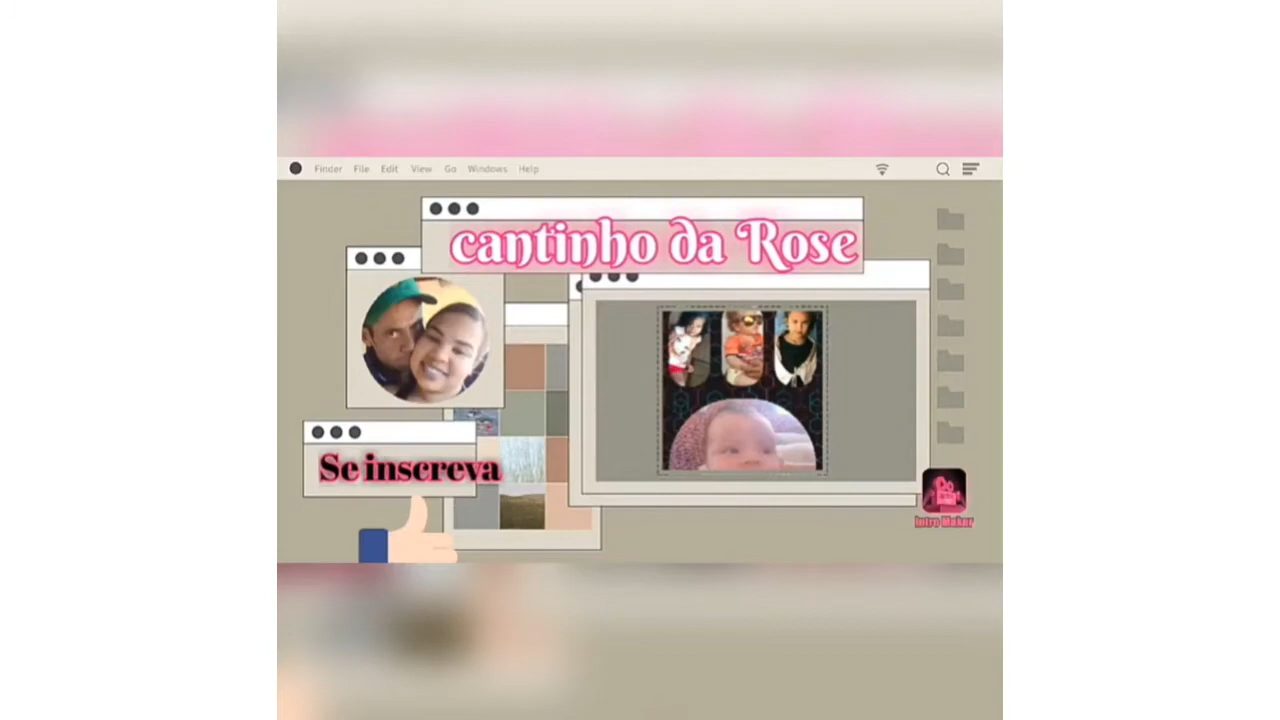 Finder File Edit View Go Windows Help
cantinho da Rose
Se inscreva
Intro Maker